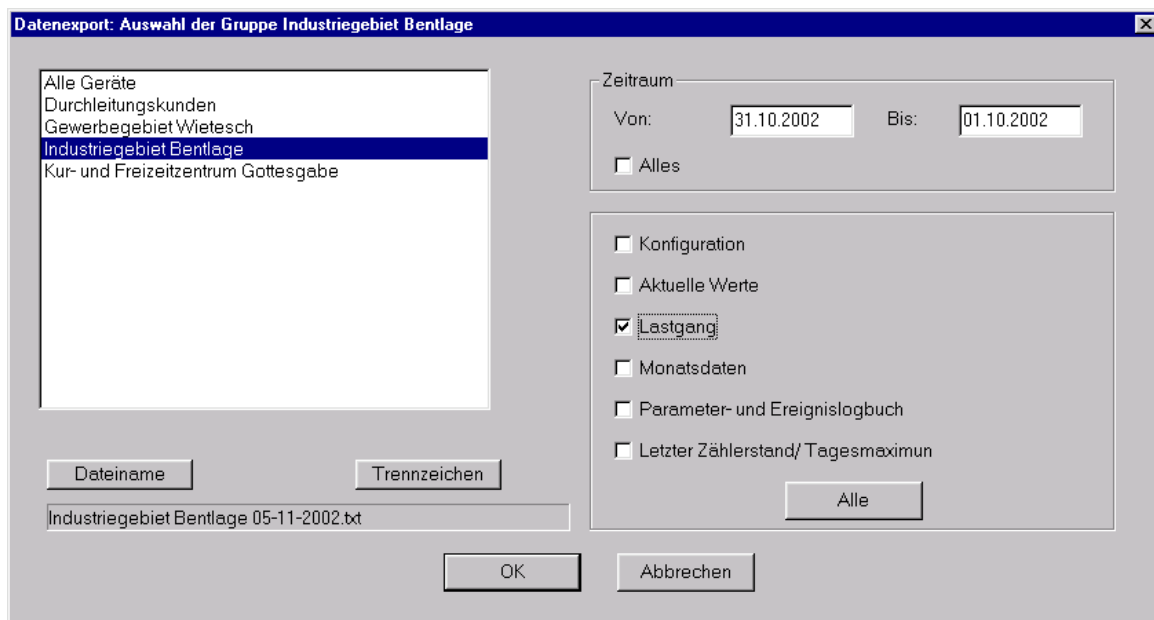 Datenexport: Auswahl der Gruppe Industriegebiet Bentlage
Alle Geräte
Durchleitungskunden
Gewerbegebiet Wietesch
Industriegebiet Bentlage
Kur- und Freizeitzentrum Gottesgabe
Dateiname
Trennzeichen
Industriegebiet Bentlage 05-11-2002.txt
Zeitraum
Von: 31.10.2002 Bis: 01.10.2002
Alles
Konfiguration
Aktuelle Werte
Lastgang
Monatsdaten
Parameter- und Ereignislogbuch
Letzter Zählerstand/ Tagesmaximun
Alle
OK
Abbrechen